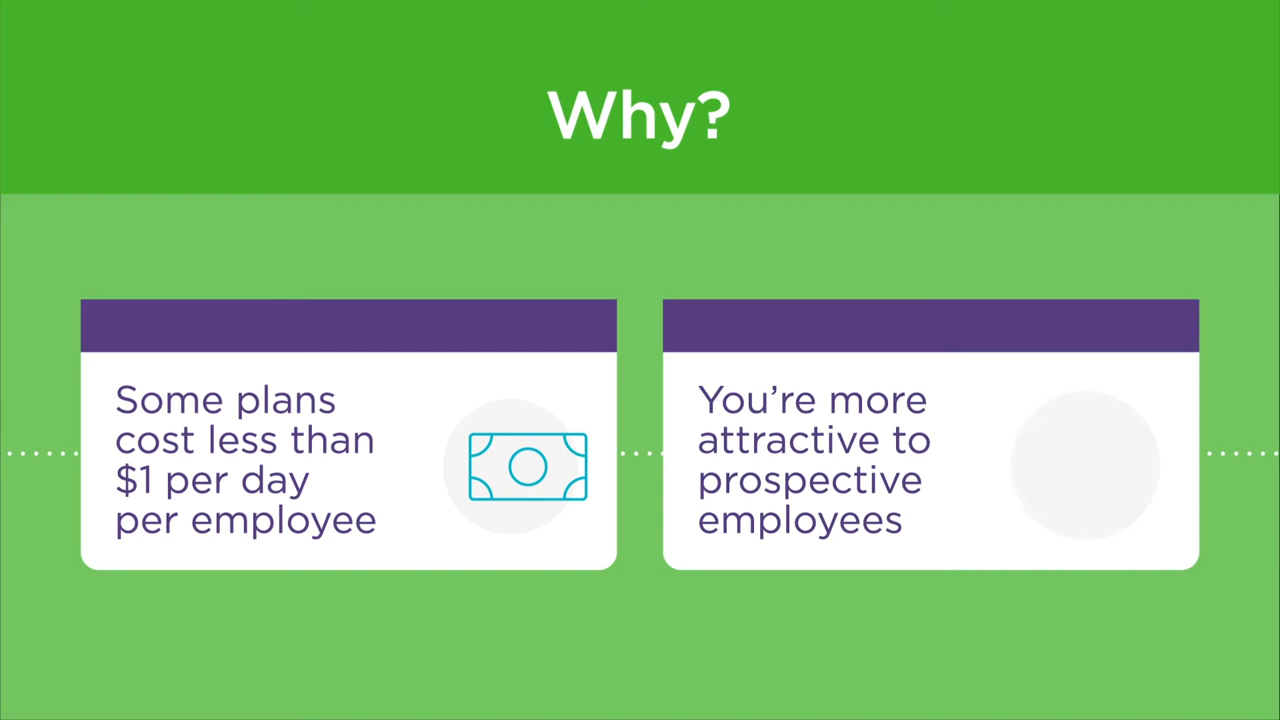 Why?
Some plans
cost less than
$1 per day
per employee
You’re more
attractive to
prospective
employees